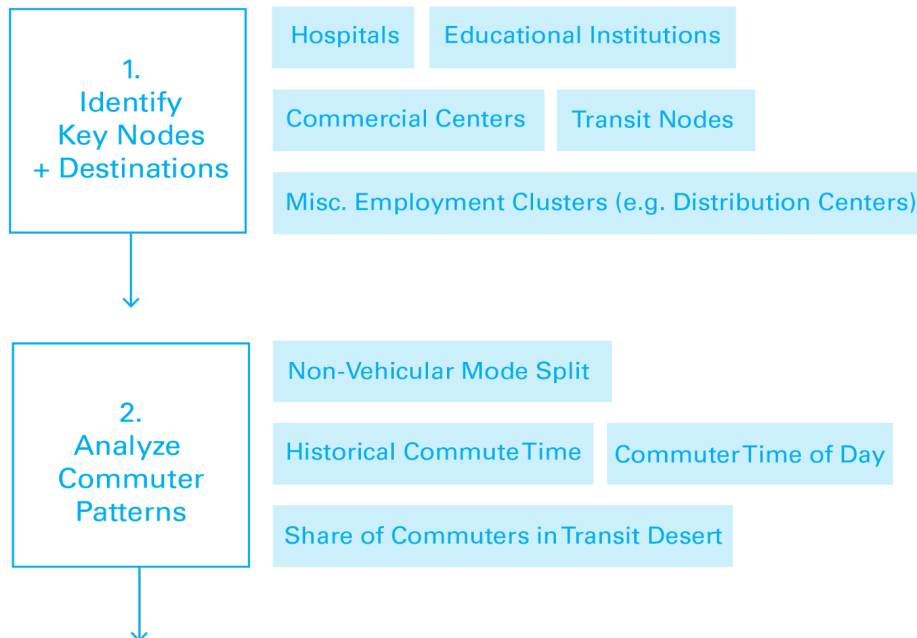 1.
Identify
Key Nodes
+ Destinations
Hospitals
Educational Institutions
Commercial Centers
Transit Nodes
Misc. Employment Clusters (e.g. Distribution Centers)
2.
Analyze
Commuter
Patterns
Non-Vehicular Mode Split
Historical Commute Time
Commuter Time of Day
Share of Commuters in Transit Desert